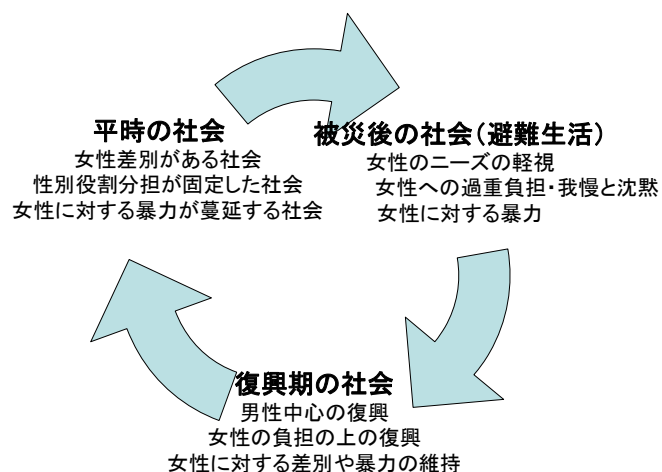 平時の社会
女性差別がある社会
性別役割分担が固定した社会
女性に対する暴力が蔓延する社会
被災後の社会(避難生活)
女性のニーズの軽視
女性への過重負担・我慢と沈黙
女性に対する暴力
復興期の社会
男性中心の復興
女性の負担の上の復興
女性に対する差別や暴力の維持